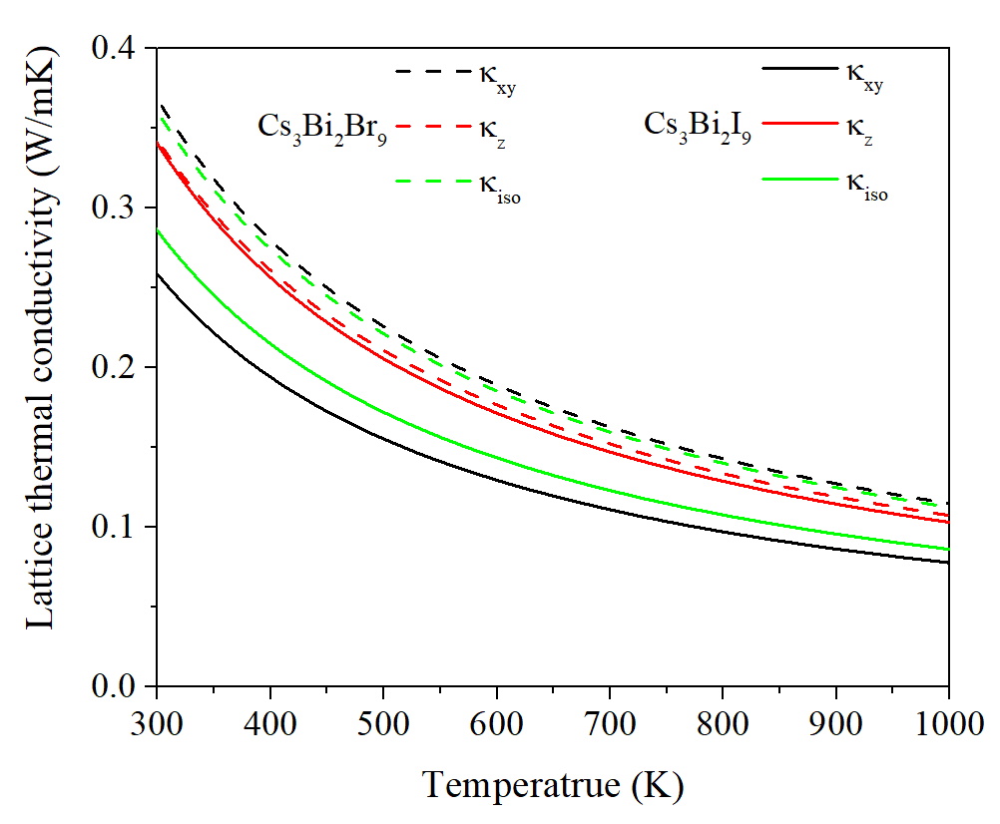 0.4
0.3
0.2
0.1
0.0
Lattice thermal conductivity (W/mK)
κxy
Cs3Bi2Br9
κz
κiso
κxy
Cs3Bi2I9
κz
κiso
300 400 500 600 700 800 900 1000
Temperatrue (K)